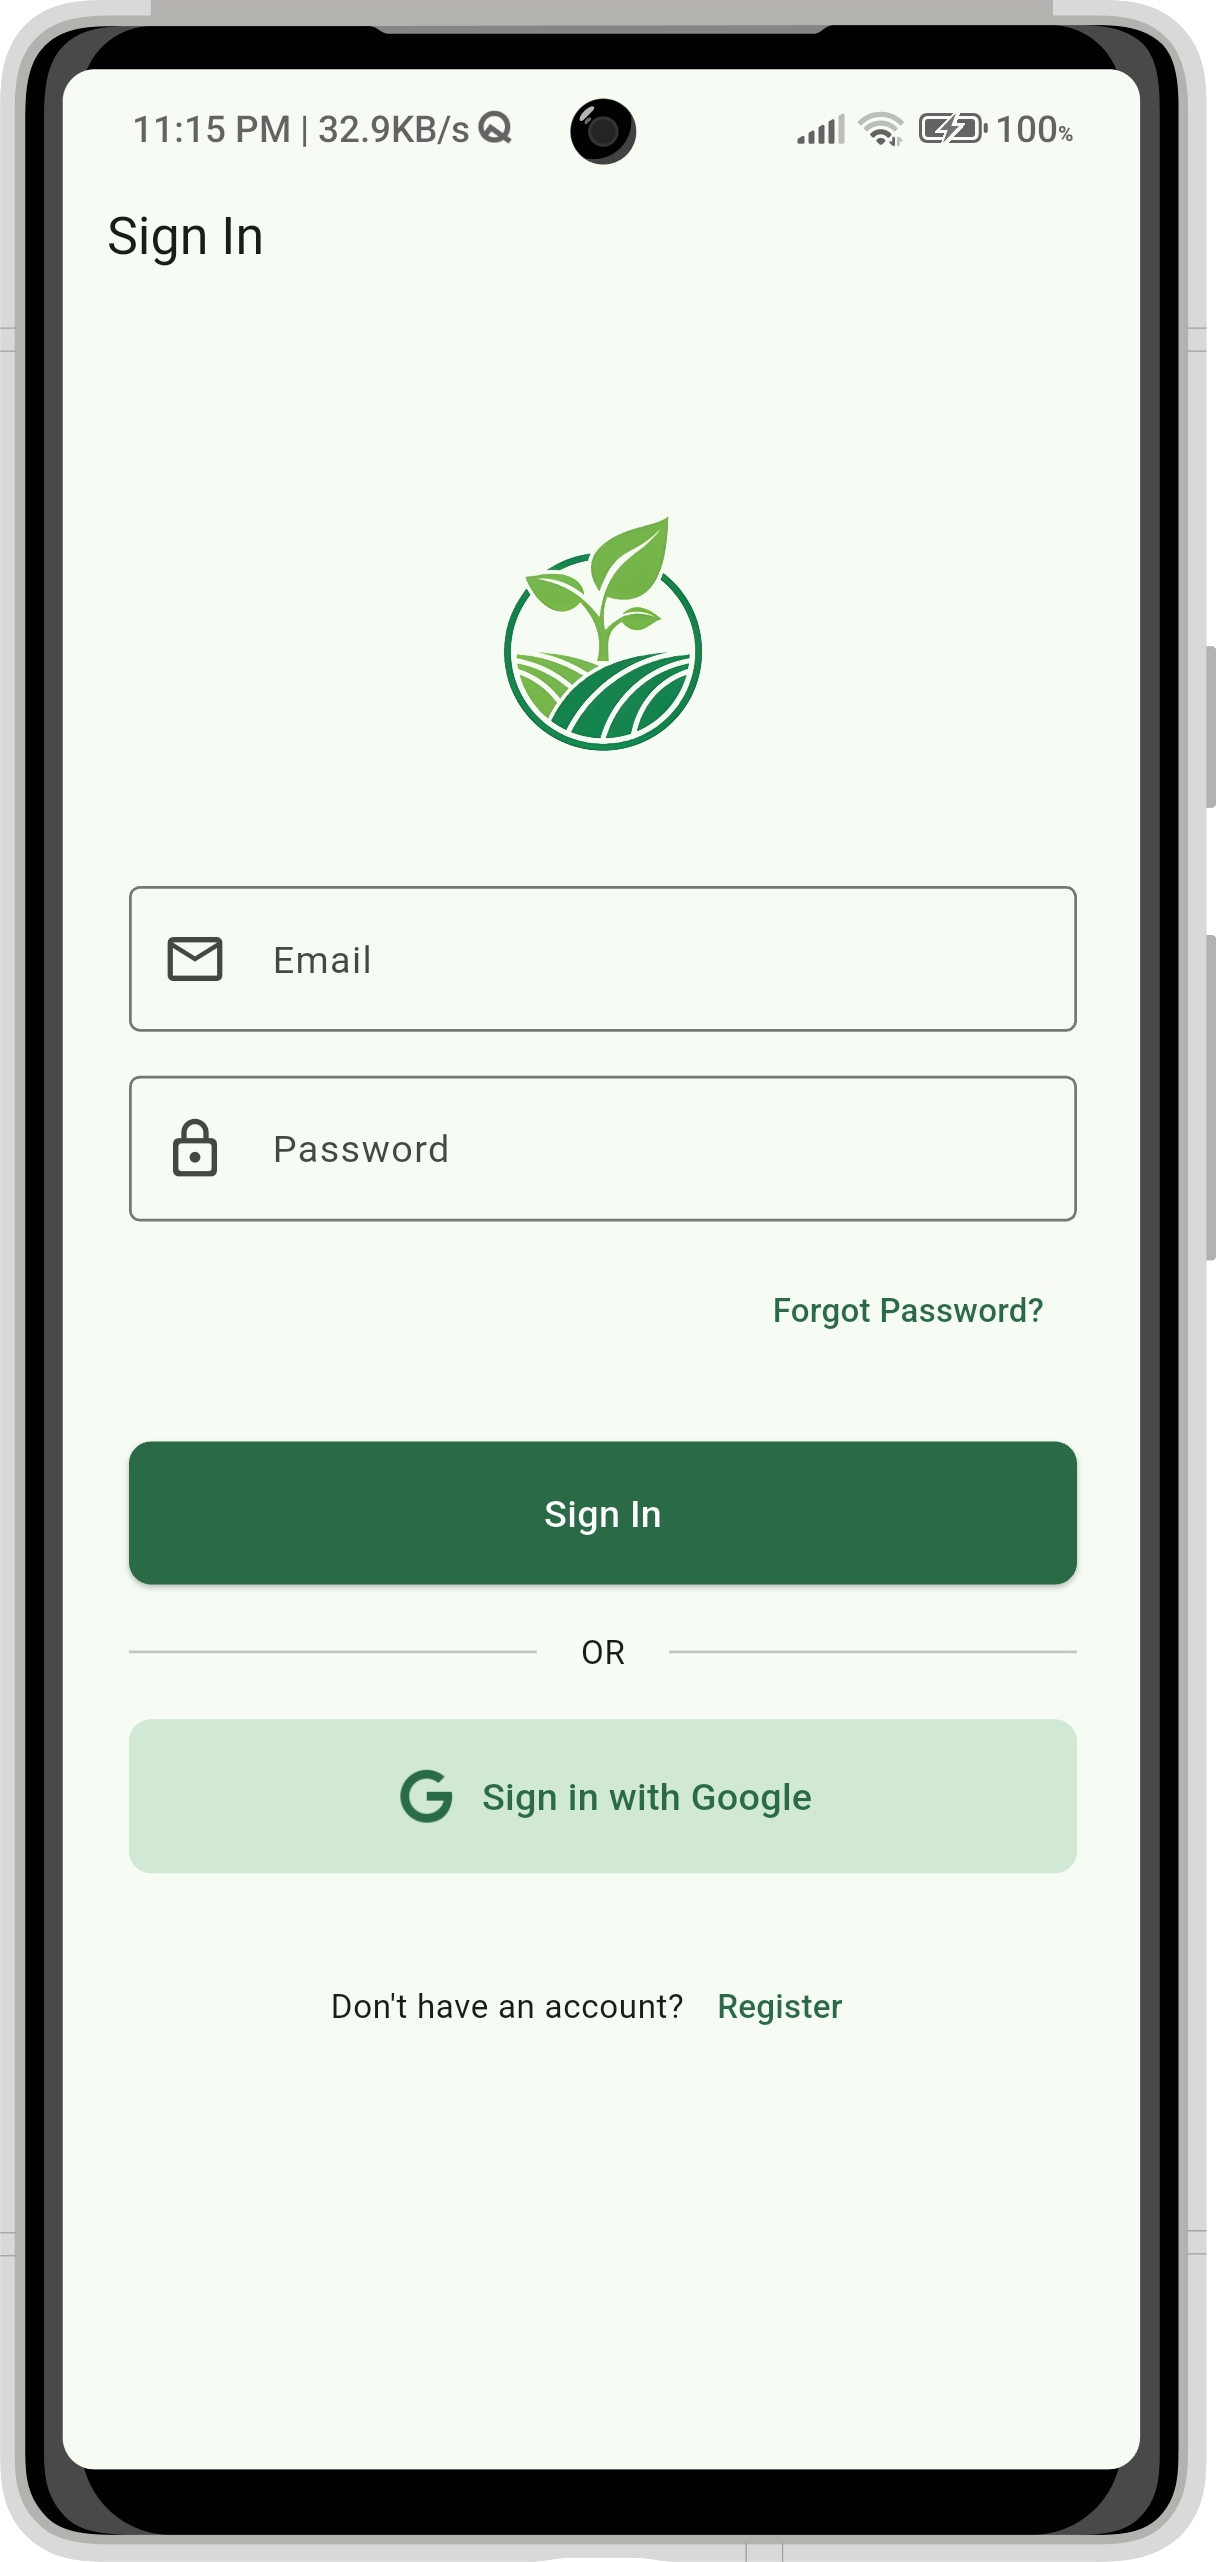 11:15 PM | 32.9KB/s 100%
Sign In
Email
Password
Forgot Password?
Sign In
OR
G Sign in with Google
Don't have an account? Register